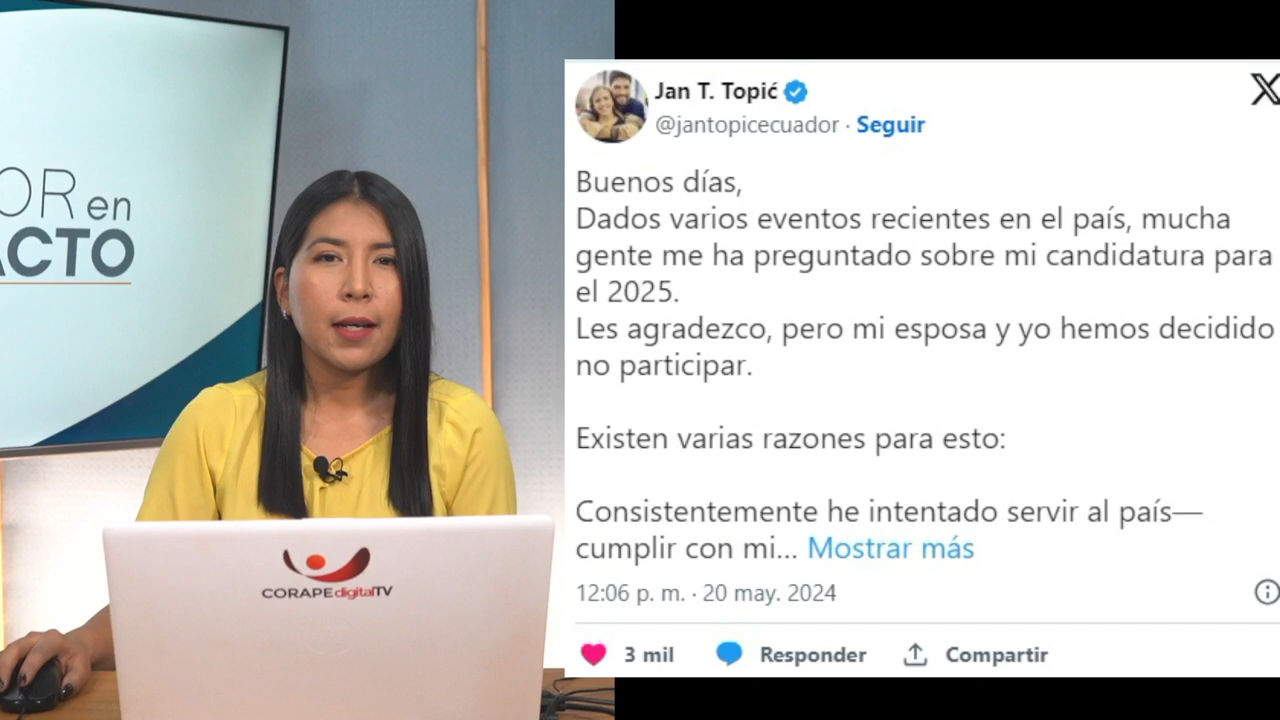 OR en
ACTO
CORAPE digitalTV
Jan T. Topić
@jantopicecuador · Seguir
Buenos días,
Dados varios eventos recientes en el país, mucha
gente me ha preguntado sobre mi candidatura para
el 2025.
Les agradezco, pero mi esposa y yo hemos decidido
no participar.
Existen varias razones para esto:
Consistentemente he intentado servir al país—
cumplir con mi... Mostrar más
12:06 p. m. · 20 may. 2024
3 mil Responder Compartir